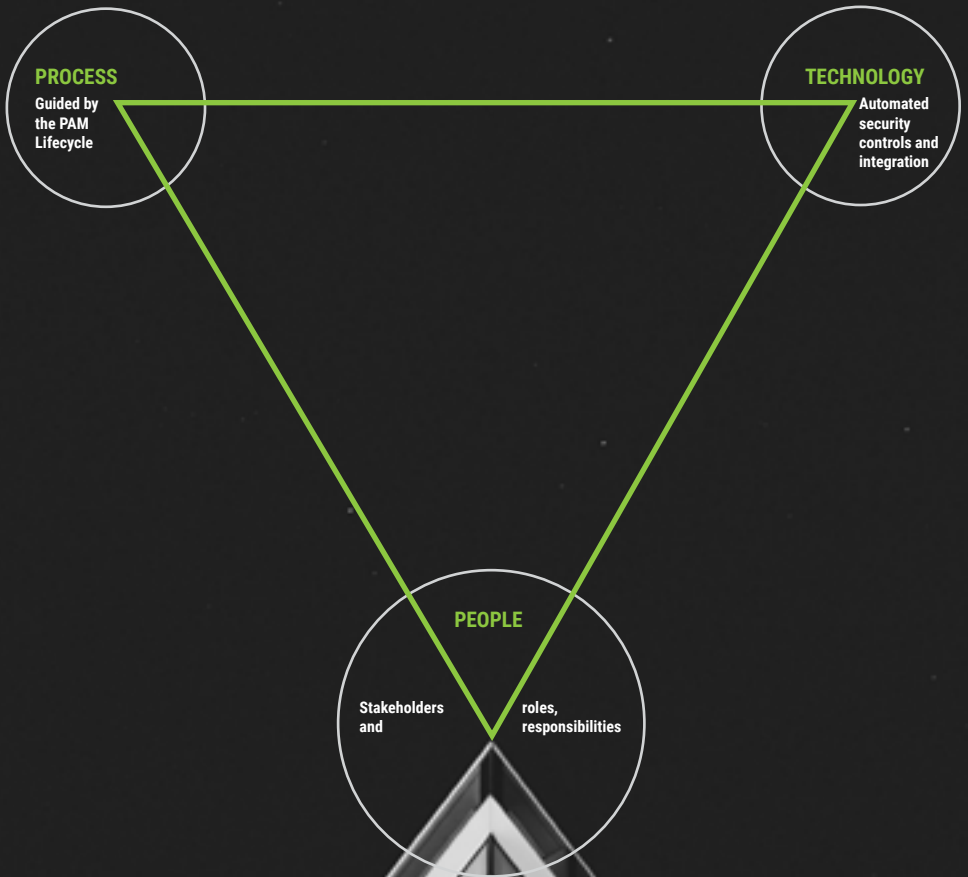 PROCESS
Guided by
the PAM
Lifecycle
TECHNOLOGY
Automated
security
controls and
integration
PEOPLE
Stakeholders
and
roles,
responsibilities